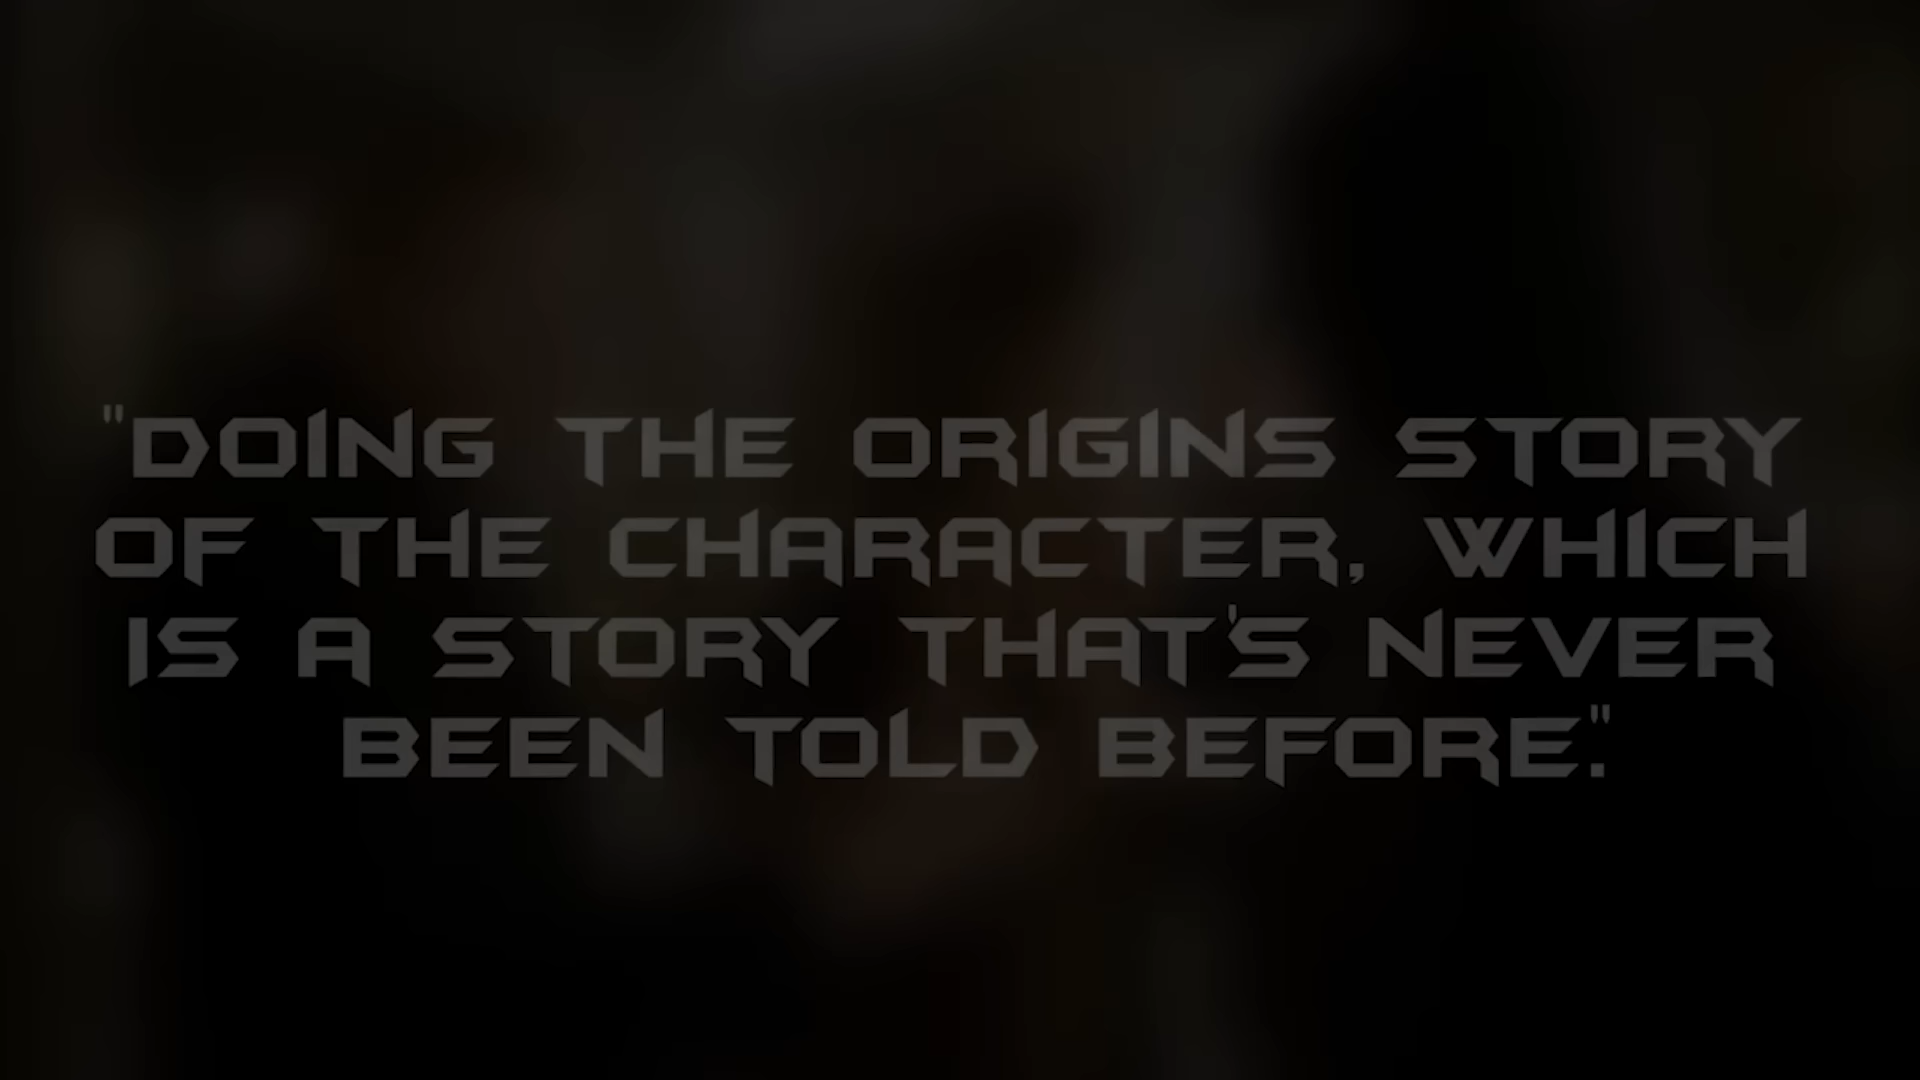 "DOING THE ORIGINS STORY
OF THE CHARACTER, WHICH
IS A STORY THAT'S NEVER
BEEN TOLD BEFORE."